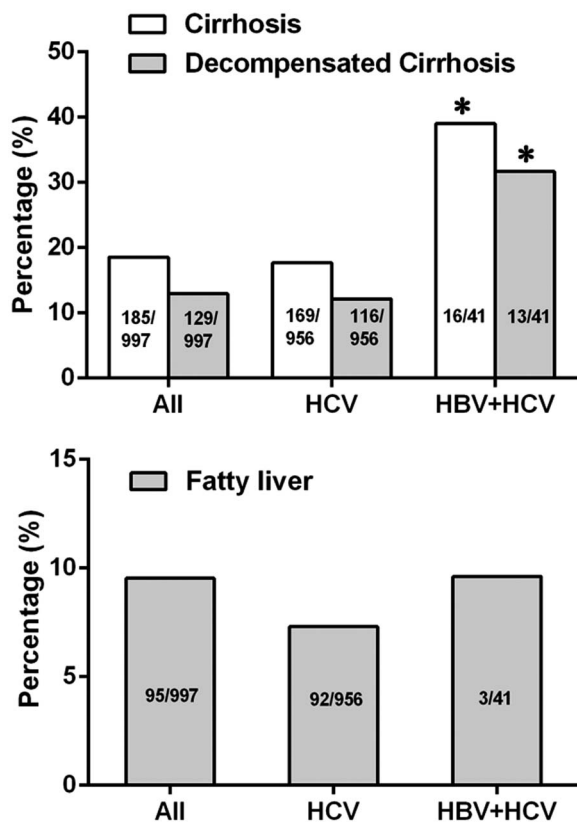 Cirrhosis
Decompensated Cirrhosis
Percentage (%)
50
40
30
20
10
0
*
*
185/
997
129/
997
169/
956
116/
956
16/41
13/41
All
HCV
HBV+HCV
Fatty liver
Percentage (%)
15
10
5
0
95/997
92/956
3/41
All
HCV
HBV+HCV